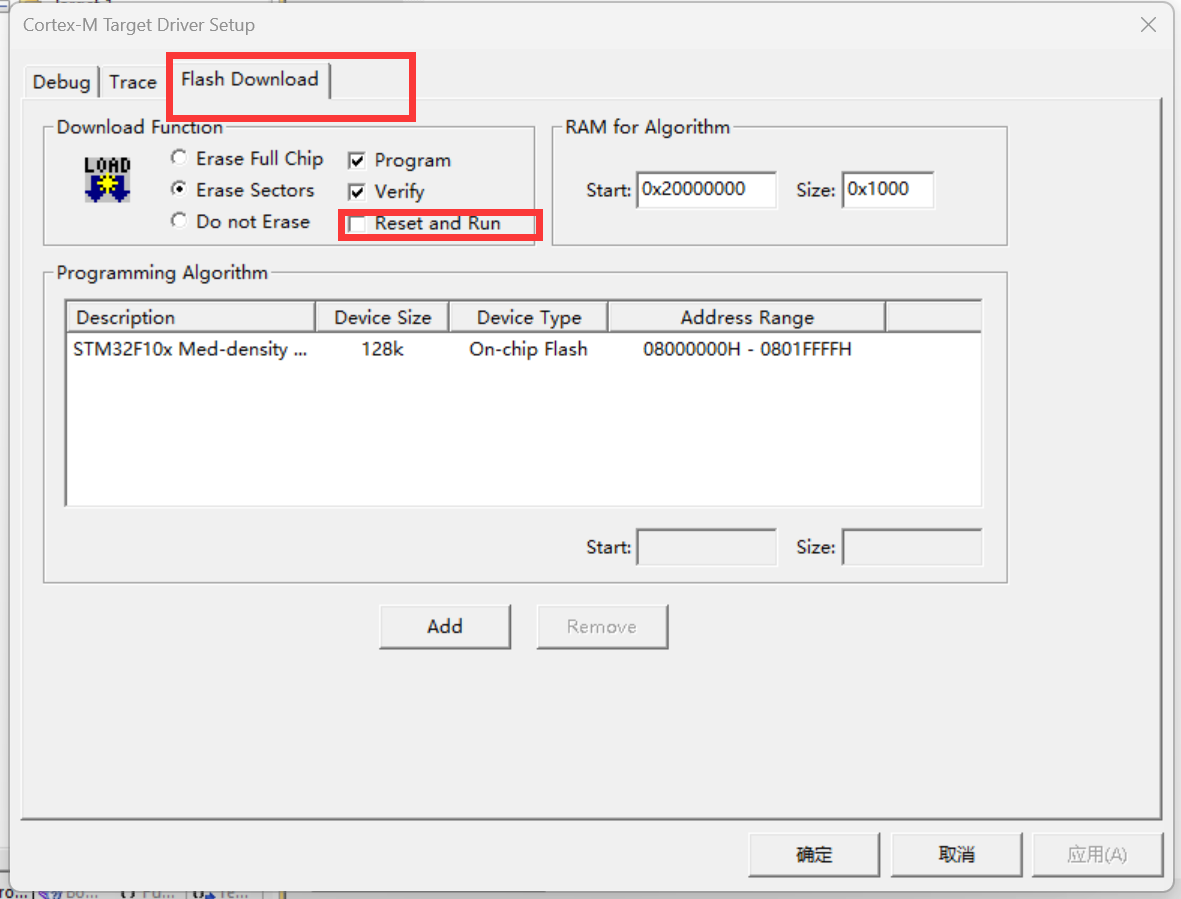 Cortex-M Target Driver Setup
Debug Trace Flash Download
Download Function
LOAD
Erase Full Chip
Erase Sectors
Do not Erase
Program
Verify
Reset and Run
RAM for Algorithm
Start: 0x20000000 Size: 0x1000
Programming Algorithm
Description Device Size Device Type Address Range
STM32F10x Med-density ... 128k On-chip Flash 08000000H - 0801FFFFH
Start: Size:
Add Remove
确定 取消 应用(A)